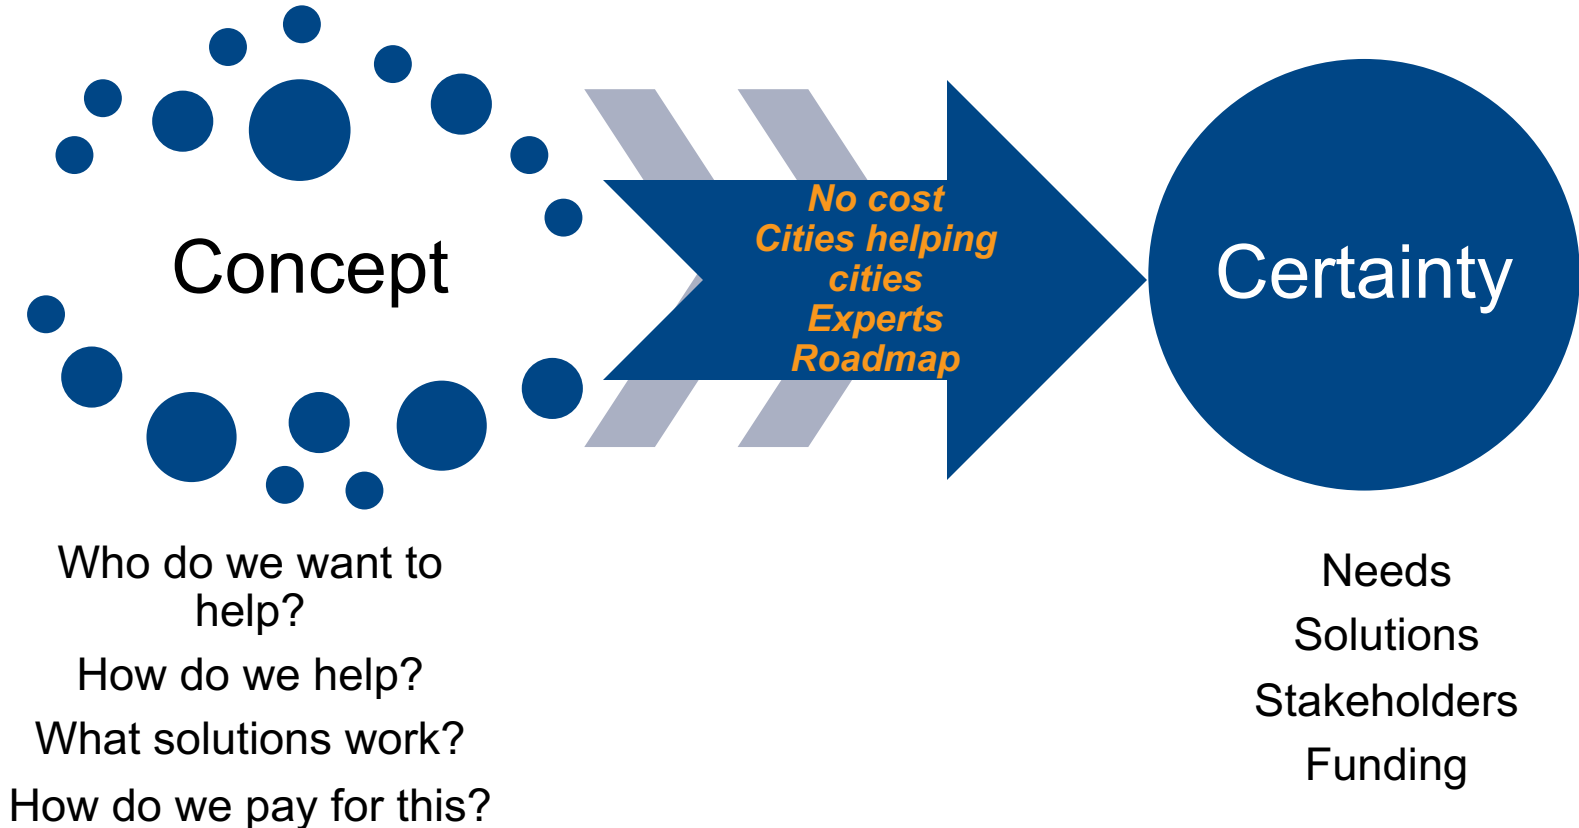 Concept
No cost
Cities helping
cities
Experts
Roadmap
Certainty
Who do we want to
help?
How do we help?
What solutions work?
How do we pay for this?
Needs
Solutions
Stakeholders
Funding